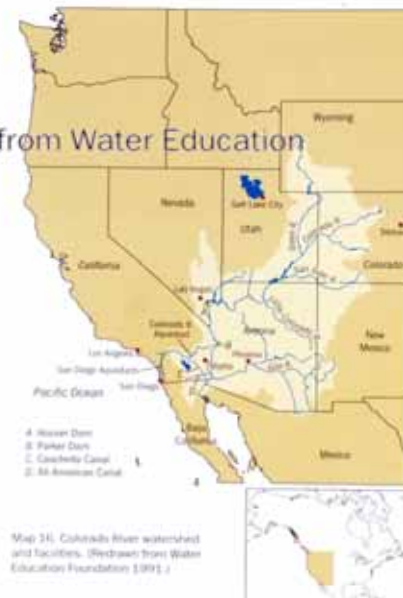 from Water Education
Wyoming
Nevada
Salt Lake City
Utah
Colorado
California
Las Vegas
Colorado R.
Aqueduct
Arizona
New
Mexico
Los Angeles
Phoenix
San Diego Aqueduct
San Diego
Pacific Ocean
Baja
California
Mexico
A. Hoover Dam
B. Parker Dam
C. Coachella Canal
D. All American Canal
Map 16. Colorado River watershed
and facilities. (Redrawn from Water
Education Foundation 1991.)